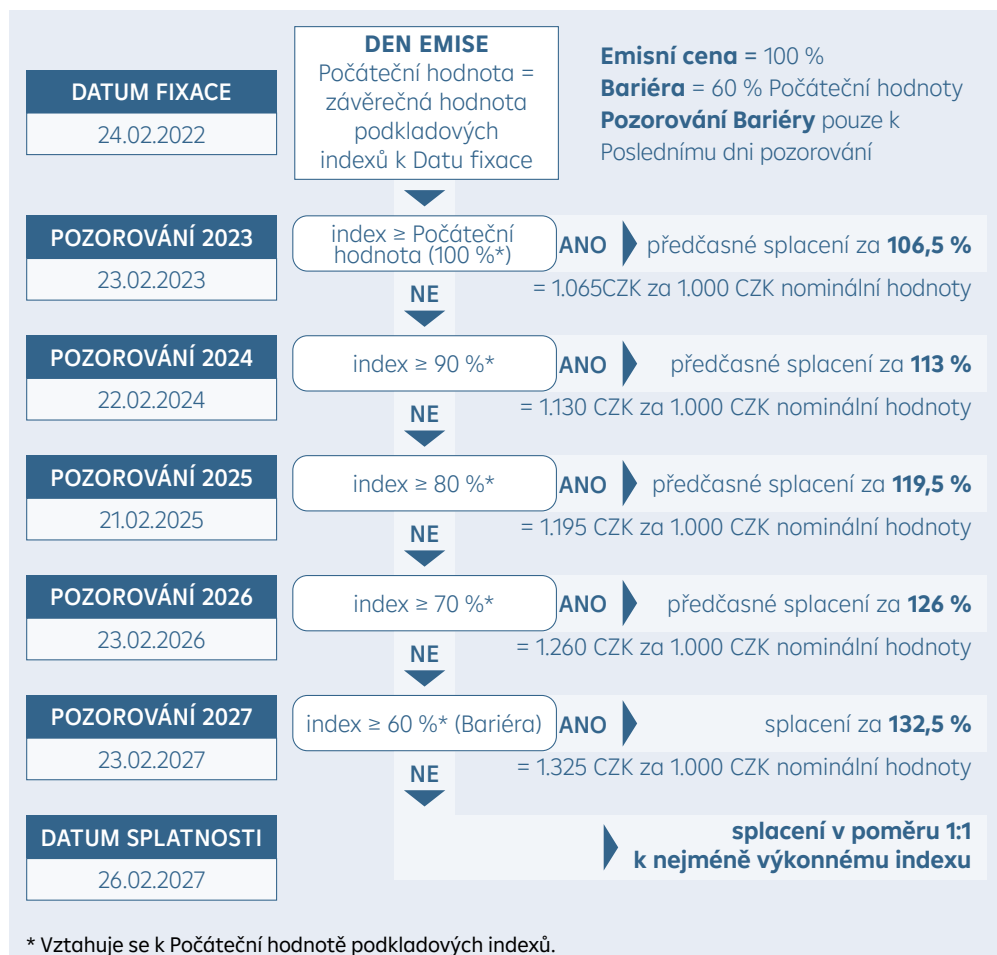 DATUM FIXACE
24.02.2022
DEN EMISE
Počáteční hodnota =
závěrečná hodnota
podkladových
indexů k Datu fixace
Emisní cena = 100 %
Bariéra = 60 % Počáteční hodnoty
Pozorování Bariéry pouze k
Poslednímu dni pozorování
POZOROVÁNÍ 2023
23.02.2023
index ≥ Počáteční
hodnota (100 %*)
ANO
předčasné splacení za 106,5 %
= 1.065CZK za 1.000 CZK nominální hodnoty
NE
POZOROVÁNÍ 2024
22.02.2024
index ≥ 90 %*
ANO
předčasné splacení za 113 %
= 1.130 CZK za 1.000 CZK nominální hodnoty
NE
POZOROVÁNÍ 2025
21.02.2025
index ≥ 80 %*
ANO
předčasné splacení za 119,5 %
= 1.195 CZK za 1.000 CZK nominální hodnoty
NE
POZOROVÁNÍ 2026
23.02.2026
index ≥ 70 %*
ANO
předčasné splacení za 126 %
= 1.260 CZK za 1.000 CZK nominální hodnoty
NE
POZOROVÁNÍ 2027
23.02.2027
index ≥ 60 %* (Bariéra)
ANO
splacení za 132,5 %
= 1.325 CZK za 1.000 CZK nominální hodnoty
NE
DATUM SPLATNOSTI
26.02.2027
splacení v poměru 1:1
k nejméně výkonnému indexu
* Vztahuje se k Počáteční hodnotě podkladových indexů.